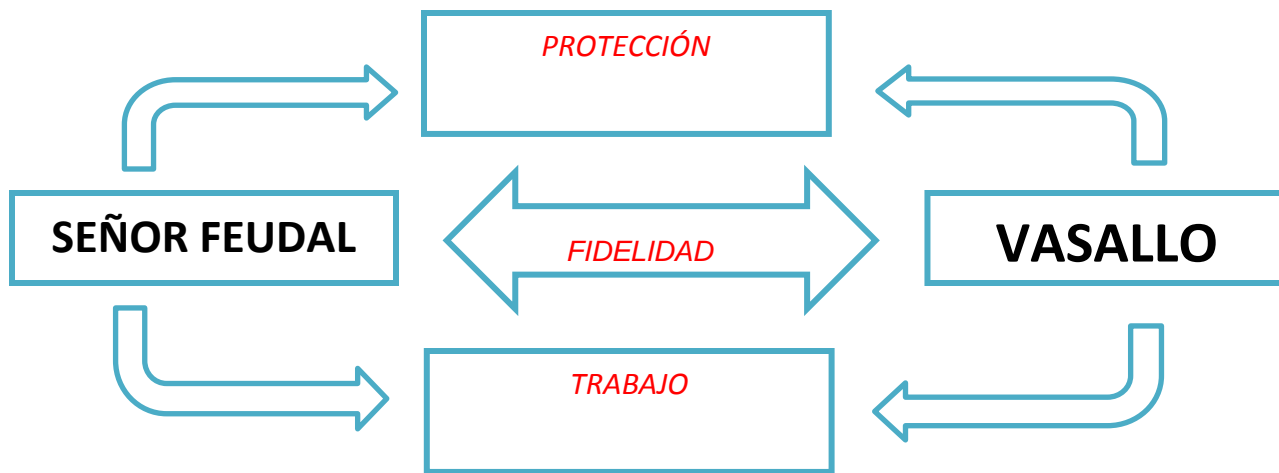 PROTECCIÓN
SEÑOR FEUDAL
FIDELIDAD
VASALLO
TRABAJO